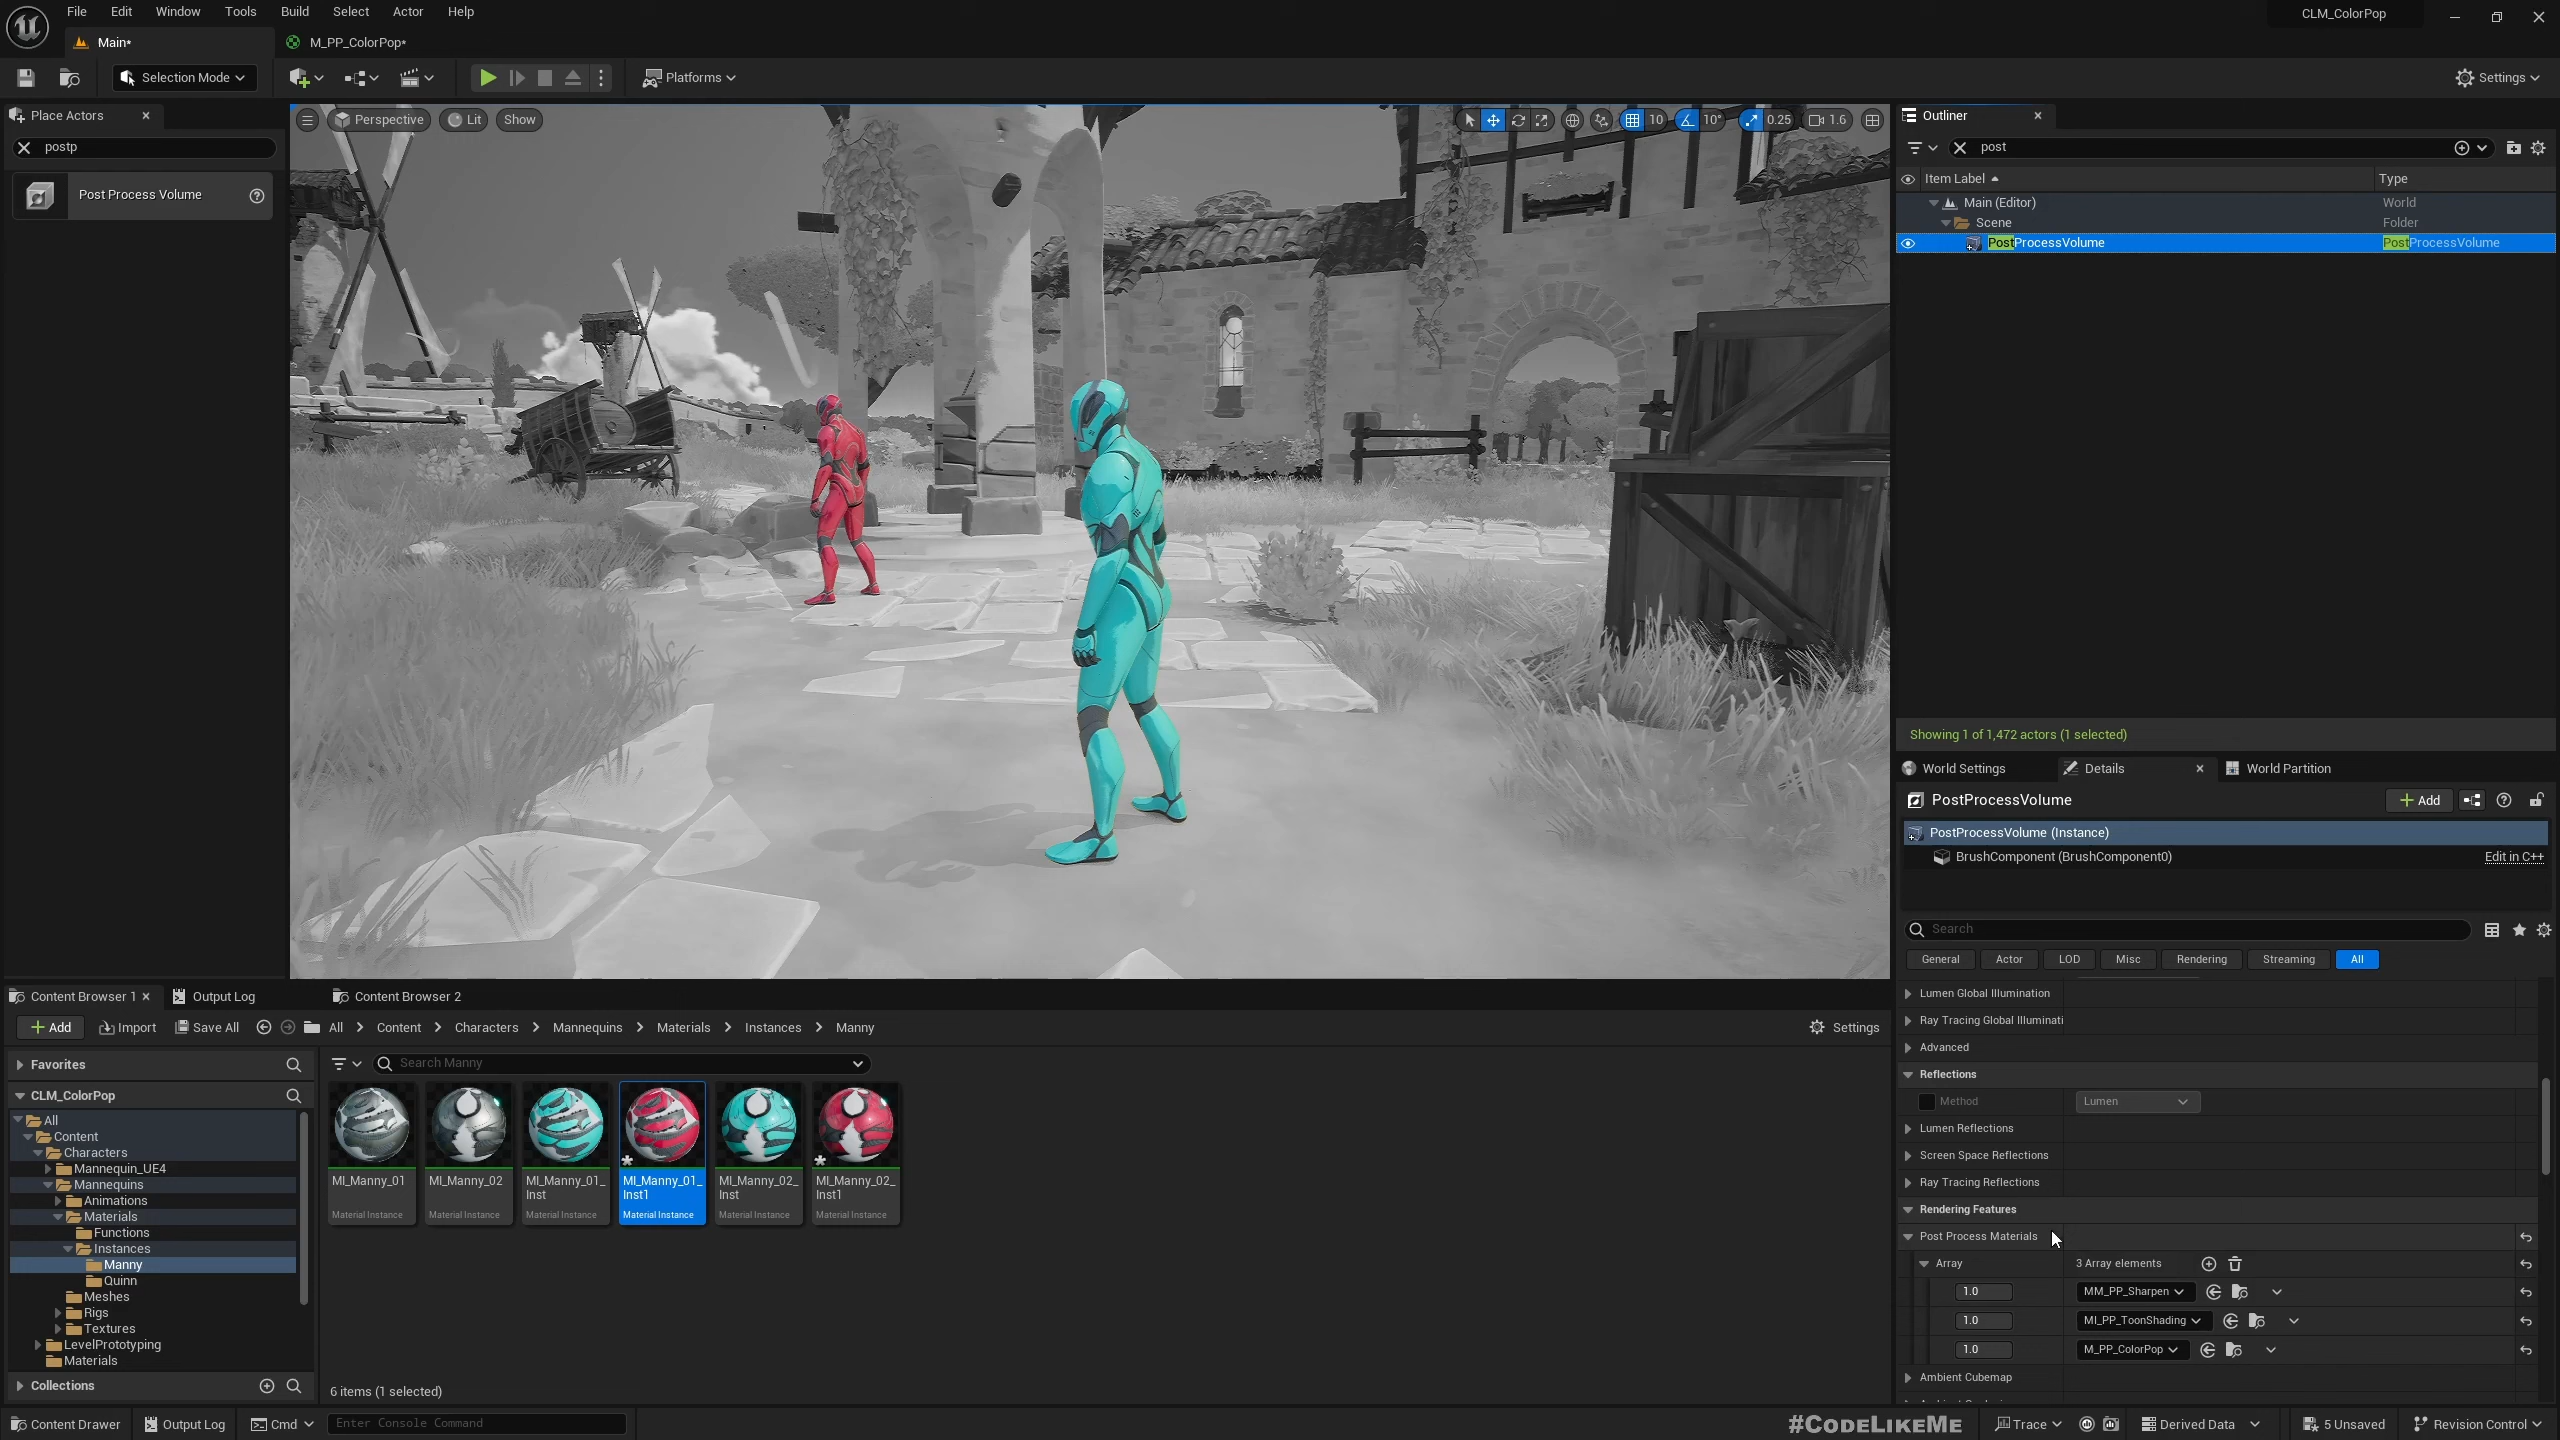 File Edit Window Tools Build Select Actor Help
CLM_ColorPop
Main*
M_PP_ColorPop*
Selection Mode
Platforms
Settings
Place Actors
postp
Post Process Volume
Perspective
Lit
Show
10
10°
0.25
1.6
Outliner
post
Item Label
Type
Main (Editor)
World
Scene
Folder
PostProcessVolume
PostProcessVolume
Showing 1 of 1,472 actors (1 selected)
World Settings
Details
World Partition
PostProcessVolume
Add
PostProcessVolume (Instance)
BrushComponent (BrushComponent0)
Edit in C++
Search
General
Actor
LOD
Misc
Rendering
Streaming
All
Lumen Global Illumination
Ray Tracing Global Illuminati
Advanced
Reflections
Method
Lumen
Lumen Reflections
Screen Space Reflections
Ray Tracing Reflections
Rendering Features
Post Process Materials
Array
3 Array elements
1.0
MM_PP_Sharpen
1.0
MI_PP_ToonShading
1.0
M_PP_ColorPop
Ambient Cubemap
Content Browser 1
Output Log
Content Browser 2
Add
Import
Save All
All
Content
Characters
Mannequins
Materials
Instances
Manny
Settings
Favorites
CLM_ColorPop
All
Content
Characters
Mannequin_UE4
Mannequins
Animations
Materials
Functions
Instances
Manny
Quinn
Meshes
Rigs
Textures
LevelPrototyping
Materials
Collections
Search Manny
MI_Manny_01
Material Instance
MI_Manny_02
Material Instance
MI_Manny_01_
Inst
Material Instance
MI_Manny_01_
Inst1
Material Instance
MI_Manny_02_
Inst
Material Instance
MI_Manny_02_
Inst1
Material Instance
6 items (1 selected)
Content Drawer
Output Log
Cmd
Enter Console Command
#CODELIKEME
Trace
Derived Data
5 Unsaved
Revision Control